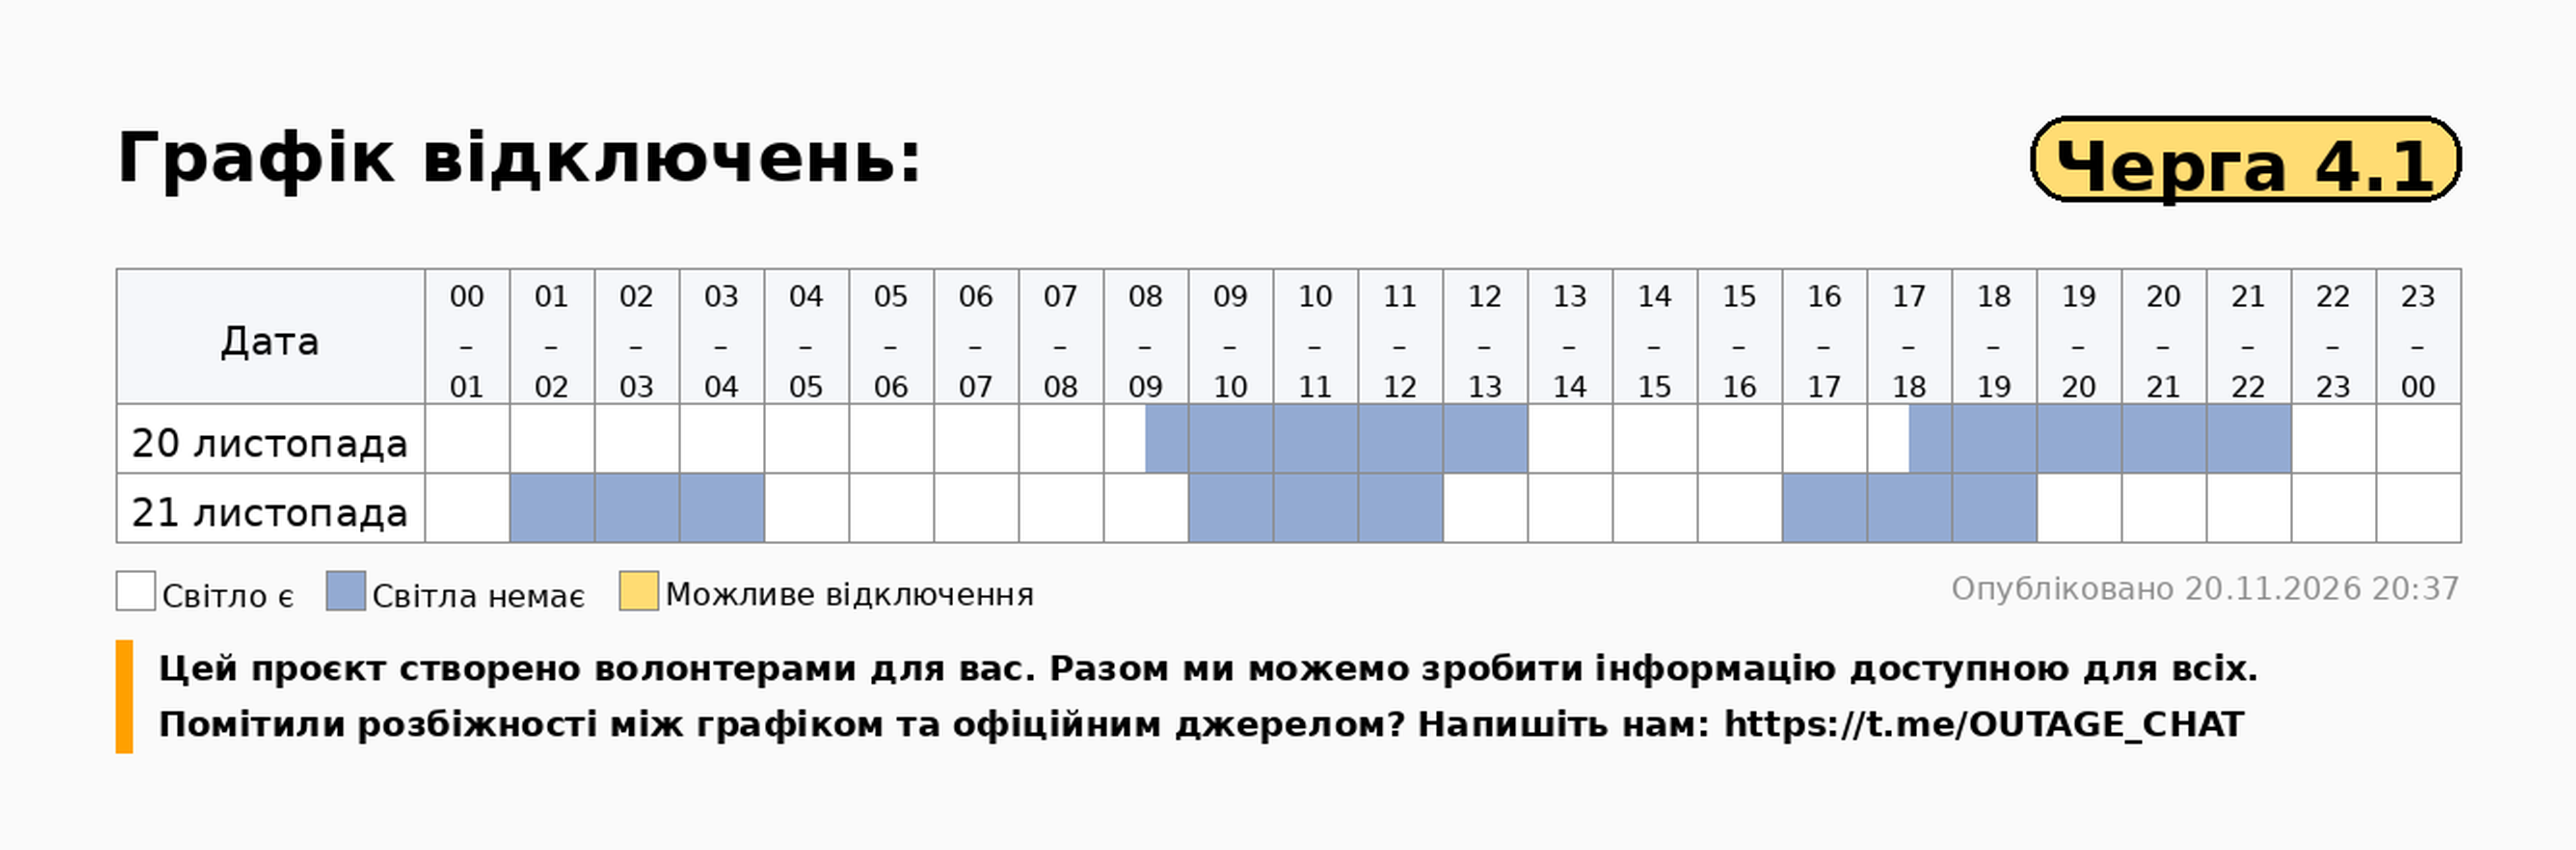 Графік відключень:
Черга 4.1
Дата
00 – 01
01 – 02
02 – 03
03 – 04
04 – 05
05 – 06
06 – 07
07 – 08
08 – 09
09 – 10
10 – 11
11 – 12
12 – 13
13 – 14
14 – 15
15 – 16
16 – 17
17 – 18
18 – 19
19 – 20
20 – 21
21 – 22
22 – 23
23 – 00
20 листопада
21 листопада
Світло є
Світла немає
Можливе відключення
Опубліковано 20.11.2026 20:37
Цей проєкт створено волонтерами для вас. Разом ми можемо зробити інформацію доступною для всіх.
Помітили розбіжності між графіком та офіційним джерелом? Напишіть нам: https://t.me/OUTAGE_CHAT